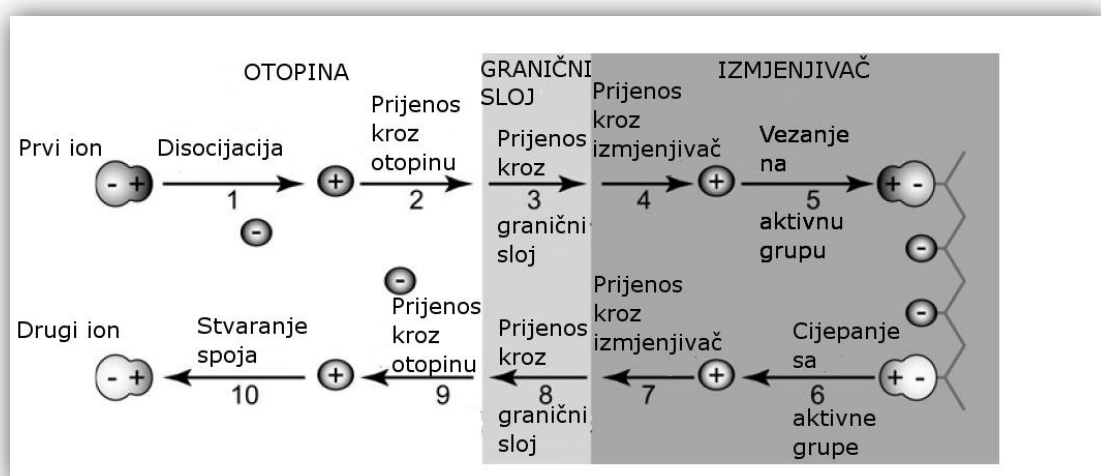 OTOPINA
GRANIČNI
SLOJ
IZMJENJIVAČ
Prvi ion
- +
Disocijacija
1
-
+
Prijenos
kroz
otopinu
2
Prijenos
kroz
3
granični
sloj
Prijenos
kroz
izmjenjivač
4
+
Vezanje
na
5
aktivnu
grupu
+ -
-
-
Drugi ion
- +
Stvaranje
spoja
10
+
-
Prijenos
kroz
otopinu
9
Prijenos
kroz
8
granični
sloj
Prijenos
kroz
izmjenjivač
7
+
Cijepanje
sa
6
aktivne
grupe
+ -